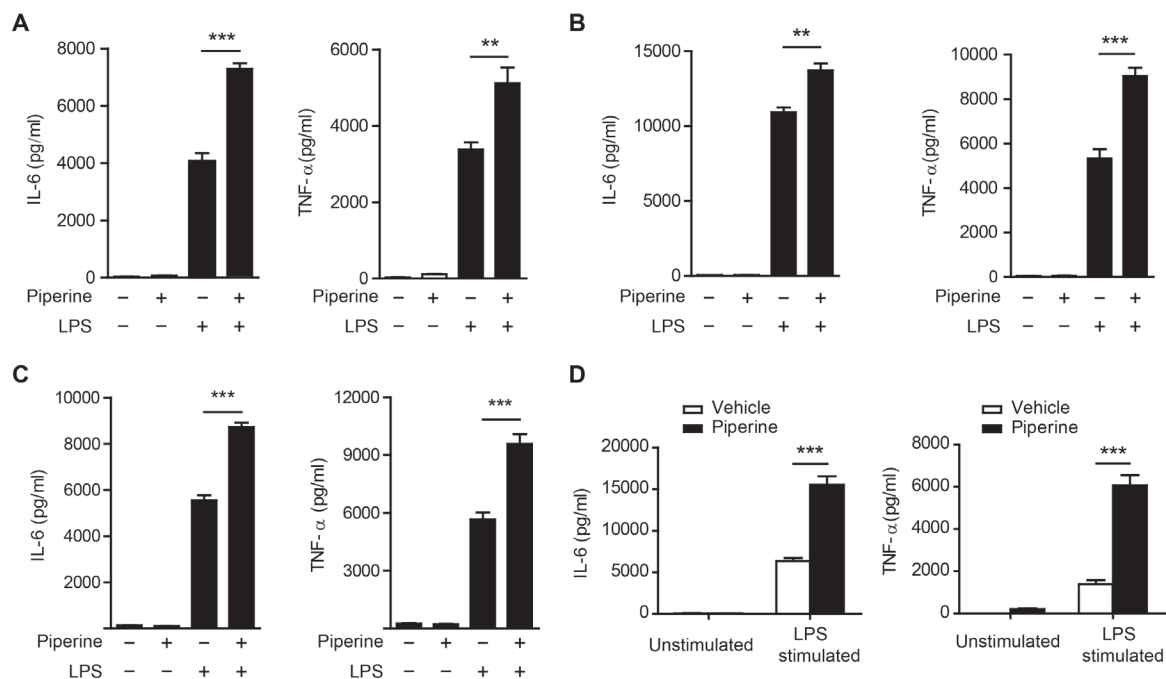 A
IL-6 (pg/ml)
8000
6000
4000
2000
0
***
Piperine – + – +
LPS – – + +
TNF-α(pg/ml)
6000
4000
2000
0
**
– + – +
– – + +
B
IL-6 (pg/ml)
15000
10000
5000
0
**
Piperine – + – +
LPS – – + +
TNF-α(pg/ml)
10000
8000
6000
4000
2000
0
***
Piperine – + – +
LPS – – + +
C
IL-6 (pg/ml)
10000
8000
6000
4000
2000
***
Piperine – + – +
LPS – – + +
TNF-α (pg/ml)
12000
9000
6000
3000
***
Piperine – + – +
LPS – – + +
D
Vehicle
Piperine
IL-6 (pg/ml)
20000
15000
10000
5000
0
***
Unstimulated
LPS
stimulated
Vehicle
Piperine
TNF-α(pg/ml)
8000
6000
4000
2000
0
***
Unstimulated
LPS
stimulated